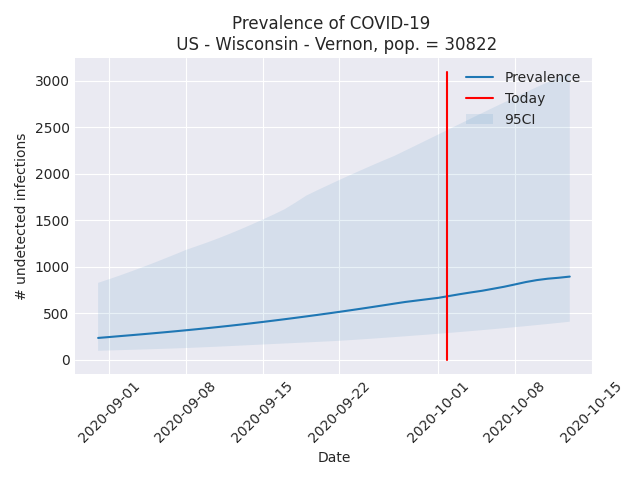 Prevalence of COVID-19
US - Wisconsin - Vernon, pop. = 30822
Prevalence
Today
95CI
# undetected infections
3000
2500
2000
1500
1000
500
0
2020-09-01
2020-09-08
2020-09-15
2020-09-22
2020-10-01
2020-10-08
2020-10-15
Date